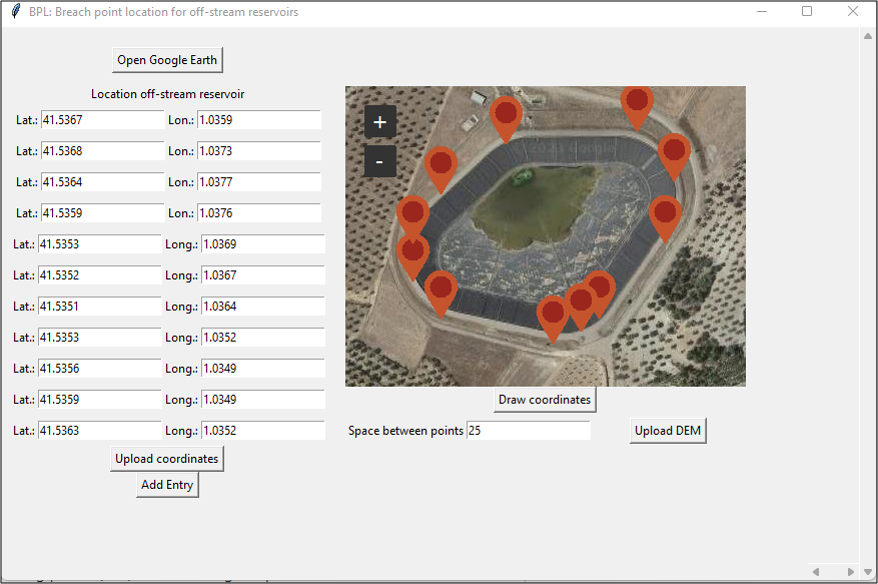 BPL: Breach point location for off-stream reservoirs
Open Google Earth
Location off-stream reservoir
Lat.: 41.5367 Lon.: 1.0359
Lat.: 41.5368 Lon.: 1.0373
Lat.: 41.5364 Lon.: 1.0377
Lat.: 41.5359 Lon.: 1.0376
Lat.: 41.5353 Long.: 1.0369
Lat.: 41.5352 Long.: 1.0367
Lat.: 41.5351 Long.: 1.0364
Lat.: 41.5353 Long.: 1.0352
Lat.: 41.5356 Long.: 1.0349
Lat.: 41.5359 Long.: 1.0349
Lat.: 41.5363 Long.: 1.0352
Upload coordinates
Add Entry
+
-
Google
Draw coordinates
Space between points 25
Upload DEM